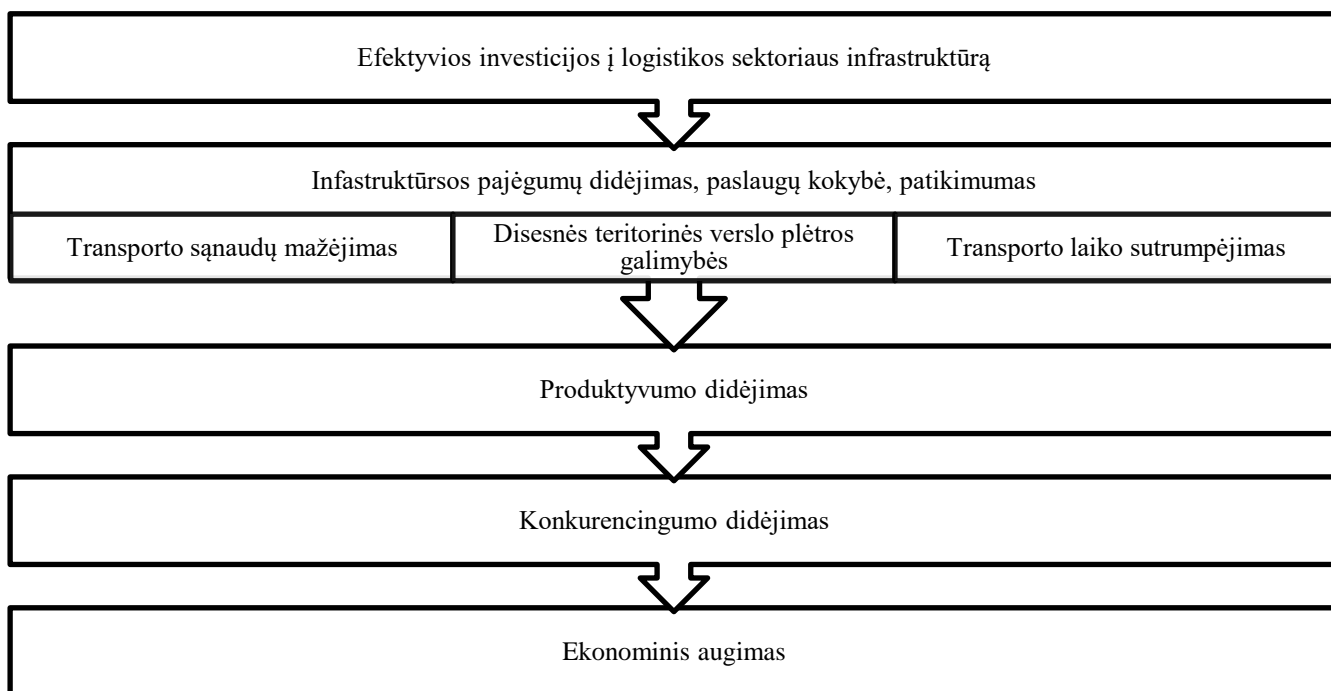 Efektyvios investicijos į logistikos sektoriaus infrastruktūrą
Infastruktūrsos pajėgumų didėjimas, paslaugų kokybė, patikimumas
Transporto sąnaudų mažėjimas
Disesnės teritorinės verslo plėtros
galimybės
Transporto laiko sutrumpėjimas
Produktyvumo didėjimas
Konkurencingumo didėjimas
Ekonominis augimas